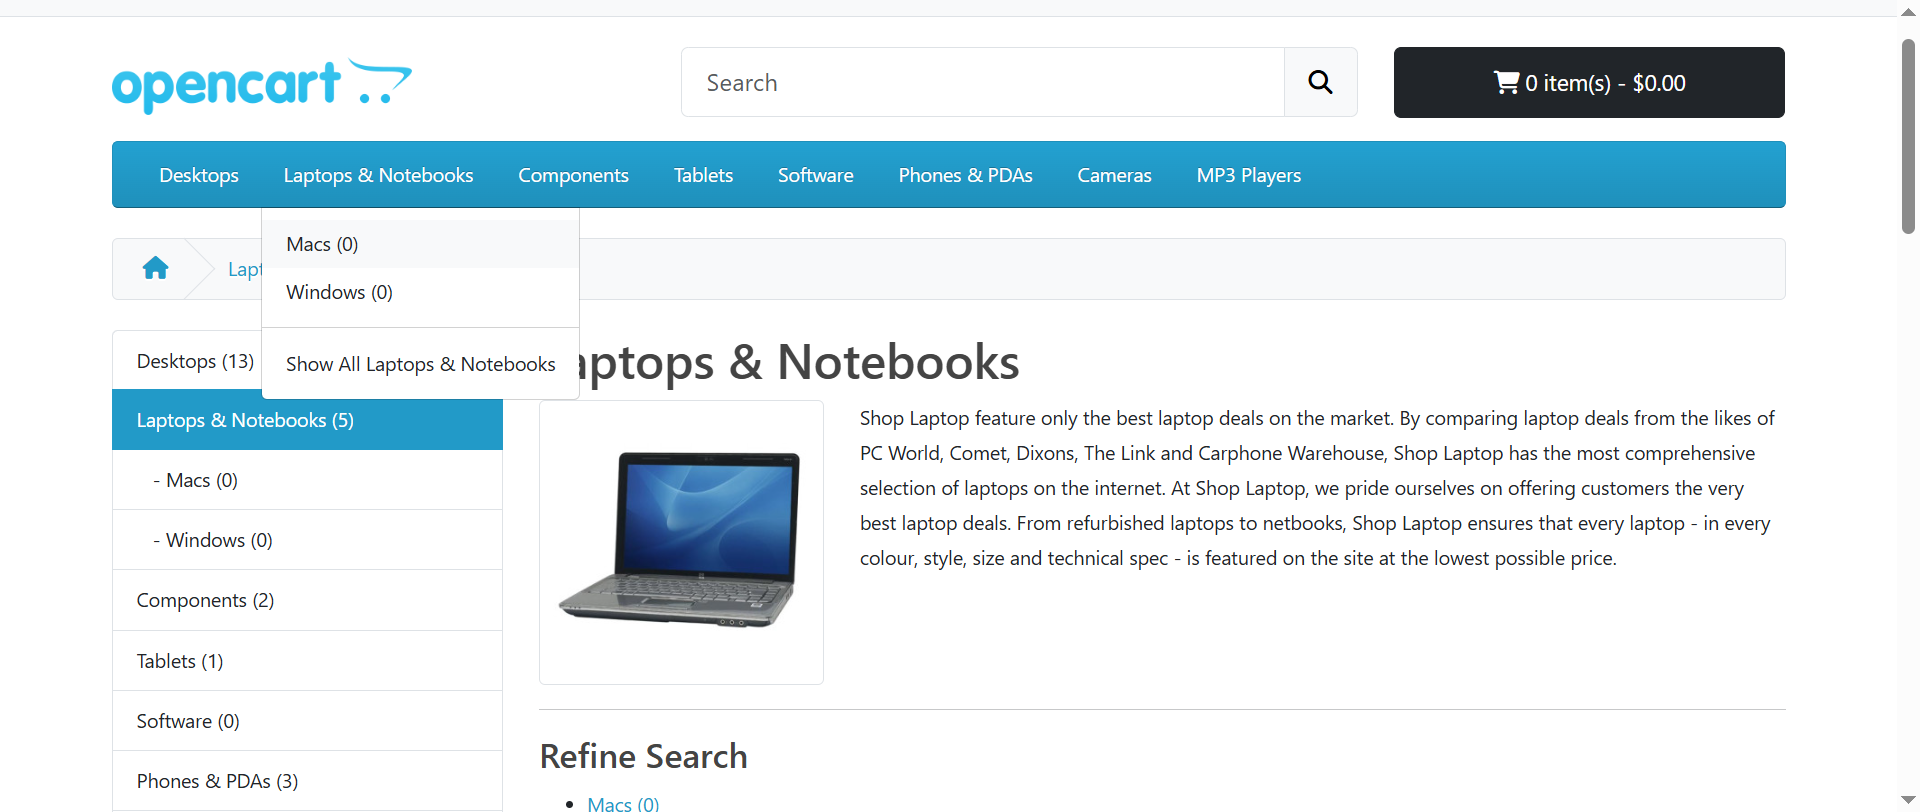 opencart
Search
0 item(s) - $0.00
Desktops
Laptops & Notebooks
Components
Tablets
Software
Phones & PDAs
Cameras
MP3 Players
Macs (0)
Windows (0)
Show All Laptops & Notebooks
Lapt
Desktops (13)
Laptops & Notebooks (5)
- Macs (0)
- Windows (0)
Components (2)
Tablets (1)
Software (0)
Phones & PDAs (3)
aptops & Notebooks
Shop Laptop feature only the best laptop deals on the market. By comparing laptop deals from the likes of
PC World, Comet, Dixons, The Link and Carphone Warehouse, Shop Laptop has the most comprehensive
selection of laptops on the internet. At Shop Laptop, we pride ourselves on offering customers the very
best laptop deals. From refurbished laptops to netbooks, Shop Laptop ensures that every laptop - in every
colour, style, size and technical spec - is featured on the site at the lowest possible price.
Refine Search
• Macs (0)